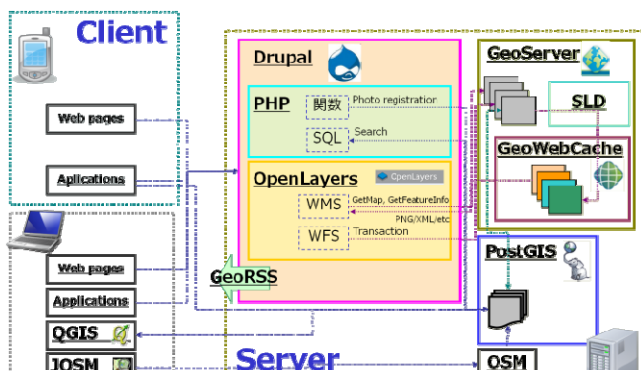 Client
Web pages
Aplications
Web pages
Applications
QGIS
JOSM
Drupal
PHP
関数
Photo registration
SQL
Search
OpenLayers
OpenLayers
WMS
GetMap, GetFeatureInfo
PNG/XML/etc
WFS
Transaction
GeoRSS
Server
GeoServer
SLD
GeoWebCache
PostGIS
OSM